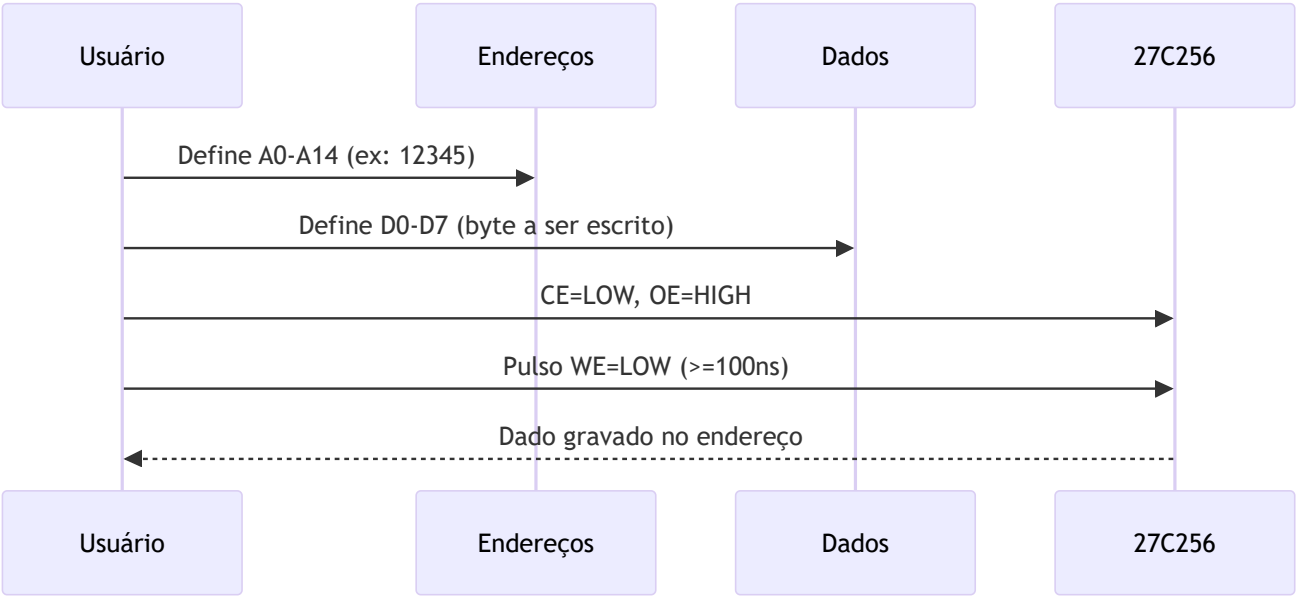 Usuário
Endereços
Dados
27C256
Define A0-A14 (ex: 12345)
Define D0-D7 (byte a ser escrito)
CE=LOW, OE=HIGH
Pulso WE=LOW (>=100ns)
Dado gravado no endereço
Usuário
Endereços
Dados
27C256